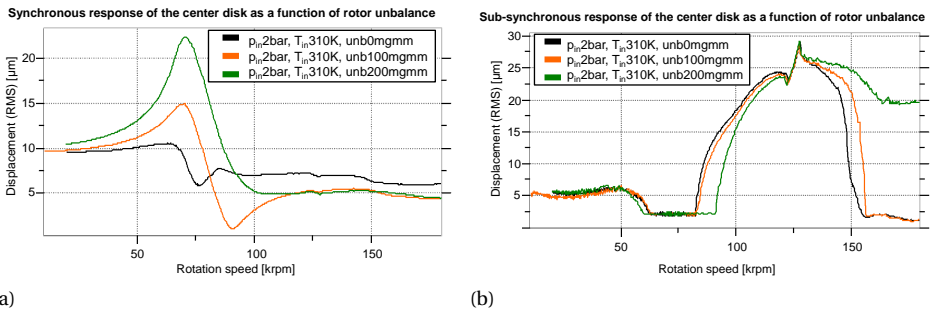 Synchronous response of the center disk as a function of rotor unbalance
pin2bar, Tin310K, unb0mgmm
pin2bar, Tin310K, unb100mgmm
pin2bar, Tin310K, unb200mgmm
Displacement (RMS) [µm]
20
15
10
5
50
100
150
Rotation speed [krpm]
a)
Sub-synchronous response of the center disk as a function of rotor unbalance
pin2bar, Tin310K, unb0mgmm
pin2bar, Tin310K, unb100mgmm
pin2bar, Tin310K, unb200mgmm
Displacement (RMS) [µm]
30
25
20
15
10
5
50
100
150
Rotation speed [krpm]
(b)